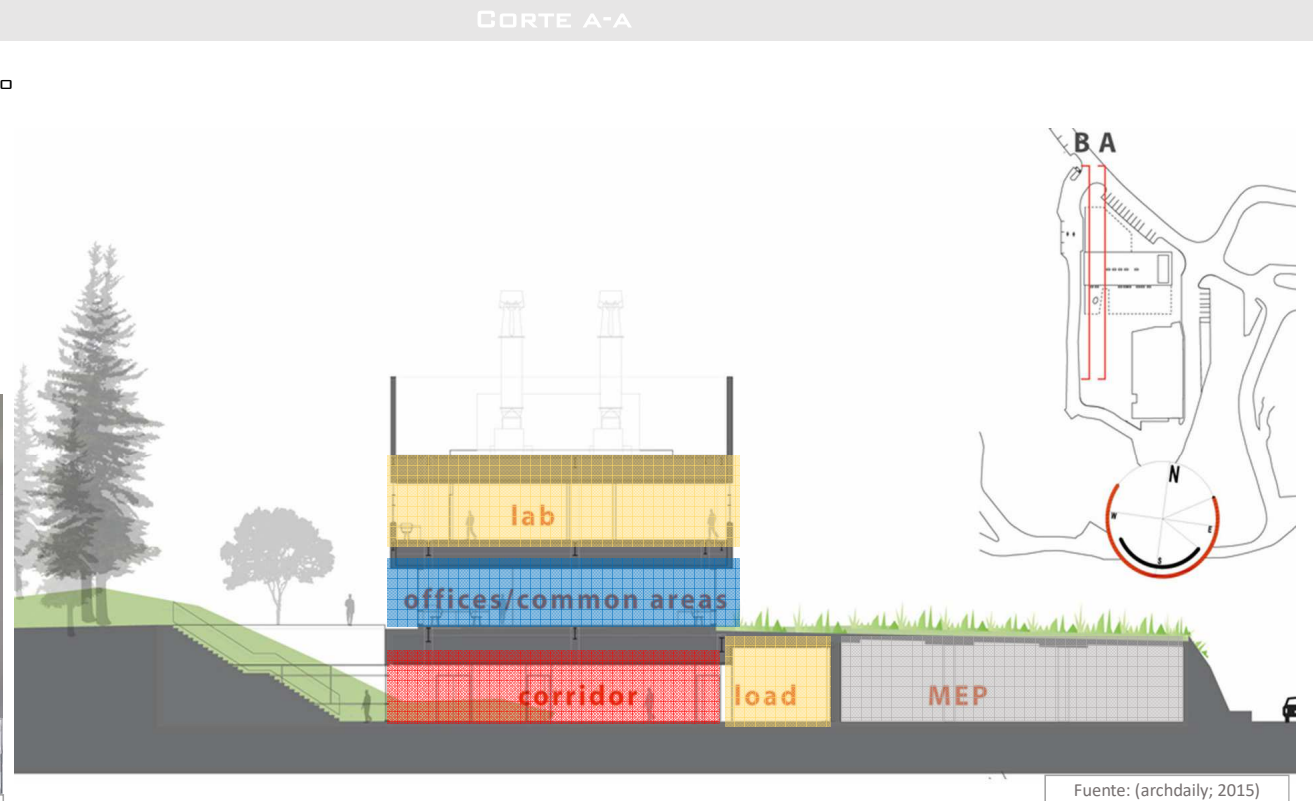 CORTE A-A
B A
N
W
E
S
lab
offices/common areas
corridor
load
MEP
Fuente: (archdaily; 2015)